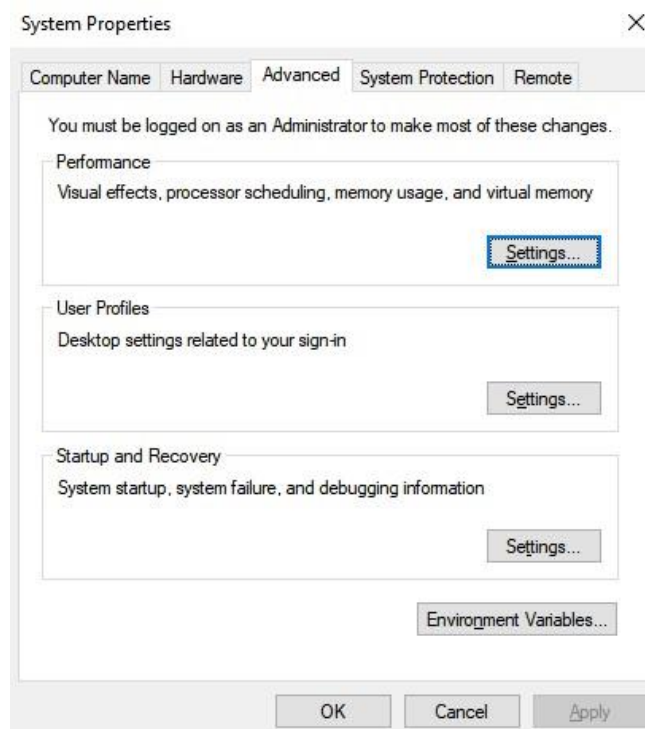 System Properties
Computer Name Hardware Advanced System Protection Remote
You must be logged on as an Administrator to make most of these changes.
Performance
Visual effects, processor scheduling, memory usage, and virtual memory
Settings...
User Profiles
Desktop settings related to your sign-in
Settings...
Startup and Recovery
System startup, system failure, and debugging information
Settings...
Environment Variables...
OK Cancel Apply